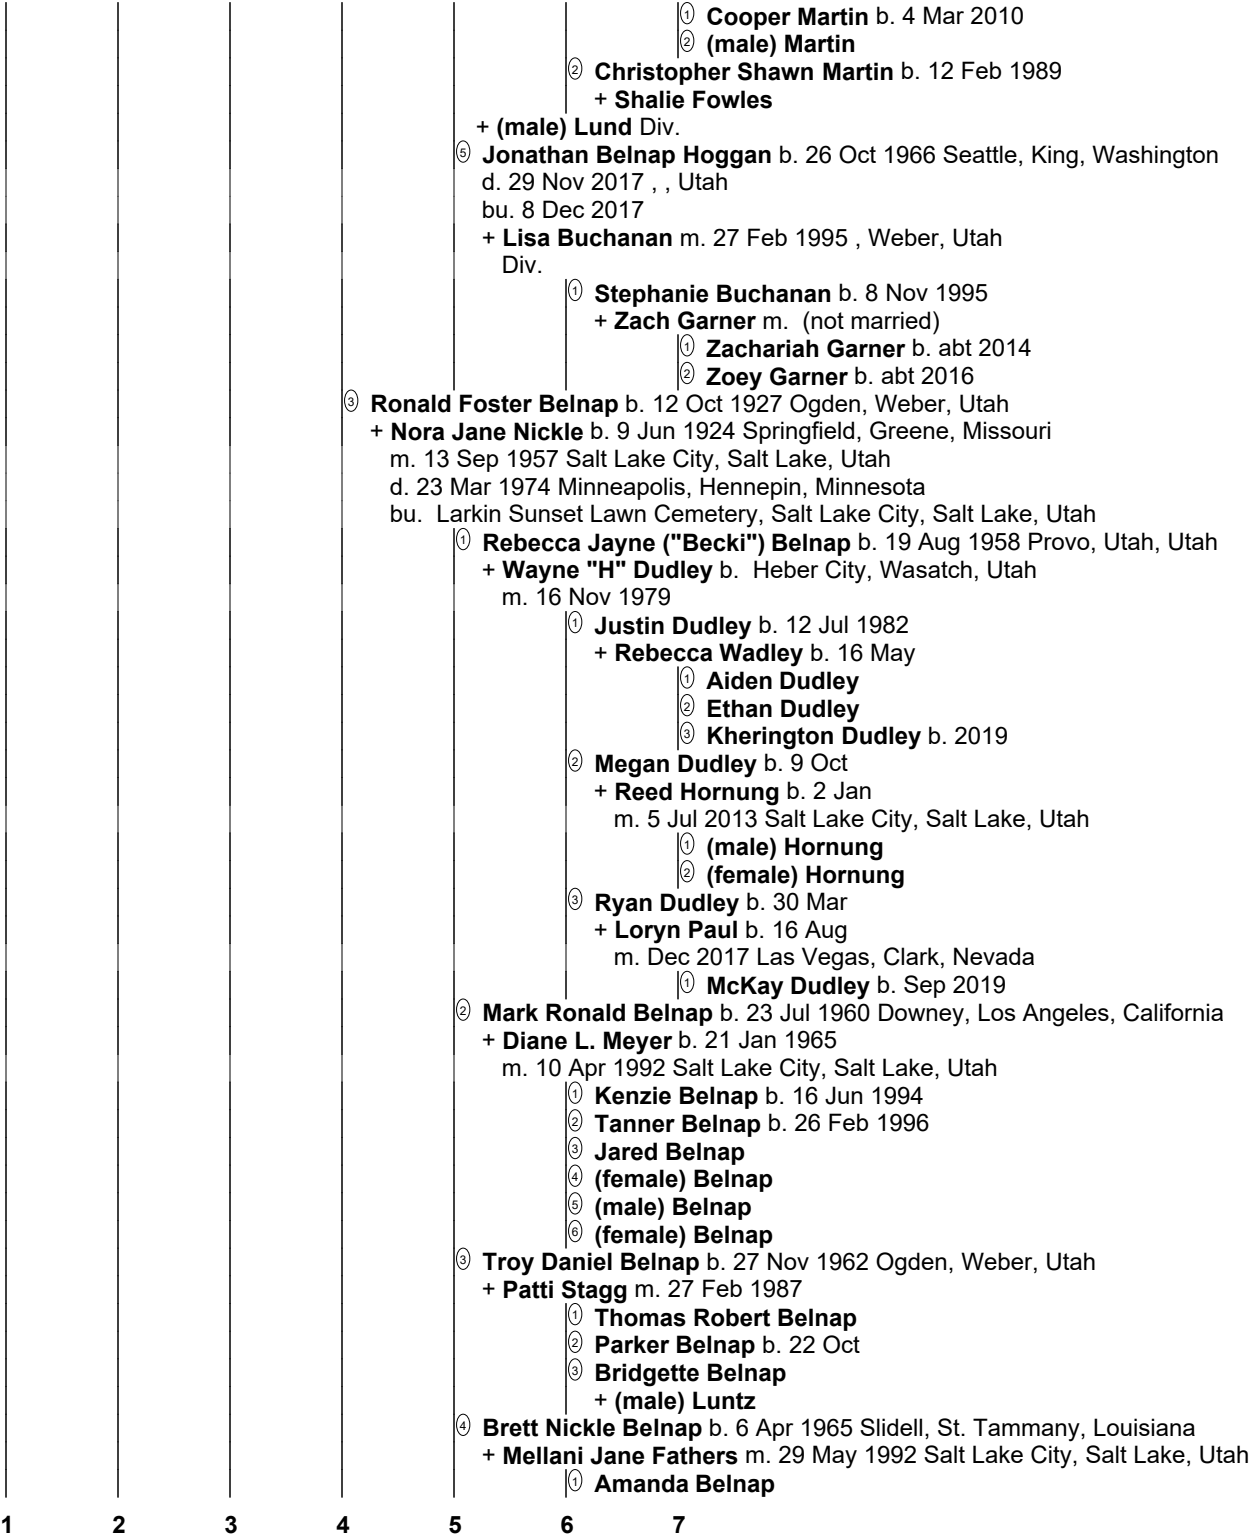 ① Cooper Martin b. 4 Mar 2010
② (male) Martin
② Christopher Shawn Martin b. 12 Feb 1989
+ Shalie Fowles
+ (male) Lund Div.
⑤ Jonathan Belnap Hoggan b. 26 Oct 1966 Seattle, King, Washington
d. 29 Nov 2017 , , Utah
bu. 8 Dec 2017
+ Lisa Buchanan m. 27 Feb 1995 , Weber, Utah
Div.
① Stephanie Buchanan b. 8 Nov 1995
+ Zach Garner m. (not married)
① Zachariah Garner b. abt 2014
② Zoey Garner b. abt 2016
③ Ronald Foster Belnap b. 12 Oct 1927 Ogden, Weber, Utah
+ Nora Jane Nickle b. 9 Jun 1924 Springfield, Greene, Missouri
m. 13 Sep 1957 Salt Lake City, Salt Lake, Utah
d. 23 Mar 1974 Minneapolis, Hennepin, Minnesota
bu. Larkin Sunset Lawn Cemetery, Salt Lake City, Salt Lake, Utah
① Rebecca Jayne ("Becki") Belnap b. 19 Aug 1958 Provo, Utah, Utah
+ Wayne "H" Dudley b. Heber City, Wasatch, Utah
m. 16 Nov 1979
① Justin Dudley b. 12 Jul 1982
+ Rebecca Wadley b. 16 May
① Aiden Dudley
② Ethan Dudley
③ Kherington Dudley b. 2019
② Megan Dudley b. 9 Oct
+ Reed Hornung b. 2 Jan
m. 5 Jul 2013 Salt Lake City, Salt Lake, Utah
① (male) Hornung
② (female) Hornung
③ Ryan Dudley b. 30 Mar
+ Loryn Paul b. 16 Aug
m. Dec 2017 Las Vegas, Clark, Nevada
① McKay Dudley b. Sep 2019
② Mark Ronald Belnap b. 23 Jul 1960 Downey, Los Angeles, California
+ Diane L. Meyer b. 21 Jan 1965
m. 10 Apr 1992 Salt Lake City, Salt Lake, Utah
① Kenzie Belnap b. 16 Jun 1994
② Tanner Belnap b. 26 Feb 1996
③ Jared Belnap
④ (female) Belnap
⑤ (male) Belnap
⑥ (female) Belnap
③ Troy Daniel Belnap b. 27 Nov 1962 Ogden, Weber, Utah
+ Patti Stagg m. 27 Feb 1987
① Thomas Robert Belnap
② Parker Belnap b. 22 Oct
③ Bridgette Belnap
+ (male) Luntz
④ Brett Nickle Belnap b. 6 Apr 1965 Slidell, St. Tammany, Louisiana
+ Mellani Jane Fathers m. 29 May 1992 Salt Lake City, Salt Lake, Utah
① Amanda Belnap
1 2 3 4 5 6 7